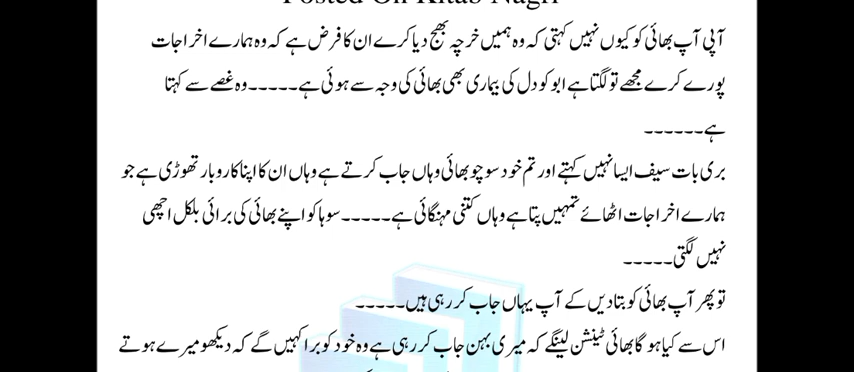 Posted On Kitab Nagri
آپی آپ بھائی کو کیوں نہیں کہتی کہ وہ ہمیں خرچہ بھیج دیا کرے ان کا فرض ہے کہ وہ ہمارے اخراجات
پورے کرے مجھے تو لگتا ہے ابو کو دل کی بیماری بھی بھائی کی وجہ سے ہوئی ہے۔۔۔۔۔وہ غصے سے کہتا
ہے۔۔۔۔۔۔
بری بات سیف ایسا نہیں کہتے اور تم خود سوچو بھائی وہاں جاب کرتے ہے وہاں ان کا اپنا کاروبار تھوڑی ہے جو
ہمارے اخراجات اٹھائے تمہیں پتا ہے وہاں کتنی مہنگائی ہے۔۔۔۔۔سوہا کو اپنے بھائی کی برائی بلکل اچھی
نہیں لگتی۔۔۔۔۔
تو پھر آپ بھائی کو بتا دیں کے آپ یہاں جاب کر رہی ہیں۔۔۔۔۔
اس سے کیا ہو گا بھائی ٹینشن لینگے کہ میری بہن جاب کر رہی ہے وہ خود کو برا کہیں گے کہ دیکھو میرے ہوتے